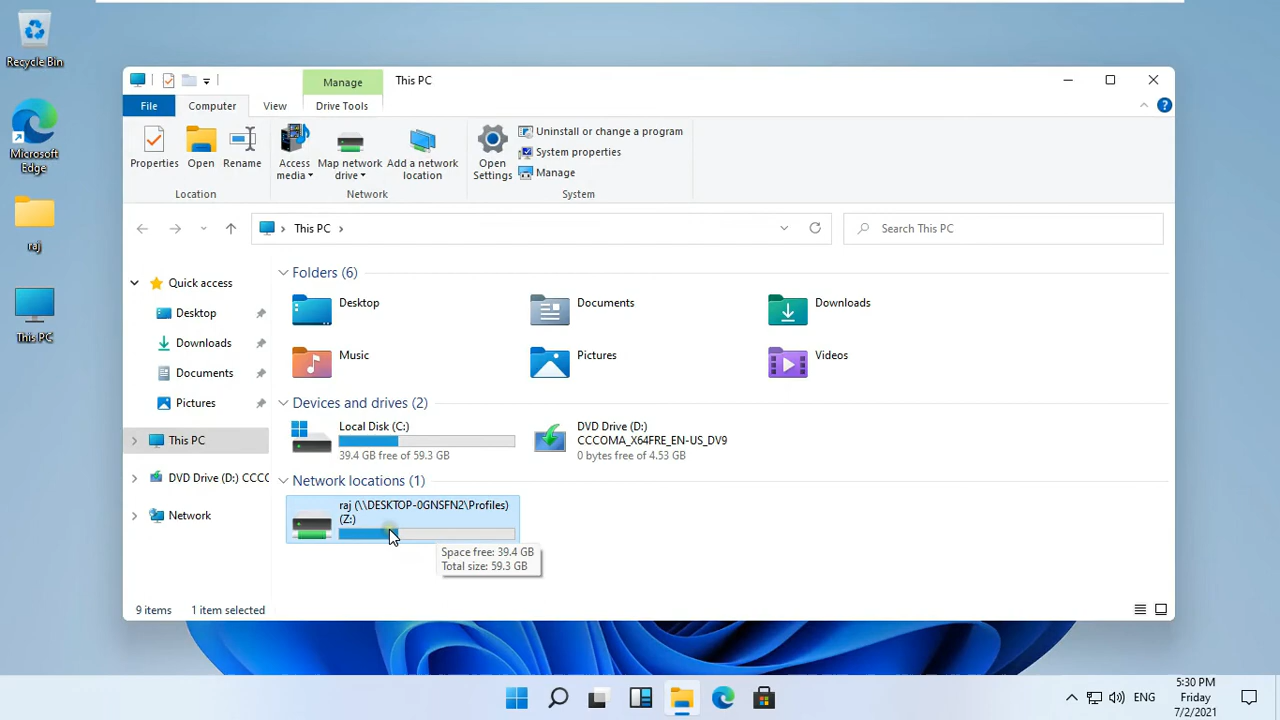 Recycle Bin
Microsoft
Edge
raj
This PC
Manage
This PC
File
Computer
View
Drive Tools
Properties
Open
Rename
Access
media
Map network
drive
Add a network
location
Open
Settings
Uninstall or change a program
System properties
Manage
Location
Network
System
This PC
Search This PC
Quick access
Desktop
Downloads
Documents
Pictures
This PC
DVD Drive (D:) CCC
Network
Folders (6)
Desktop
Documents
Downloads
Music
Pictures
Videos
Devices and drives (2)
Local Disk (C:)
39.4 GB free of 59.3 GB
DVD Drive (D:)
CCCOMA_X64FRE_EN-US_DV9
0 bytes free of 4.53 GB
Network locations (1)
raj (\\DESKTOP-0GNSFN2\Profiles)
(Z:)
Space free: 39.4 GB
Total size: 59.3 GB
9 items
1 item selected
ENG
5:30 PM
Friday
7/2/2021